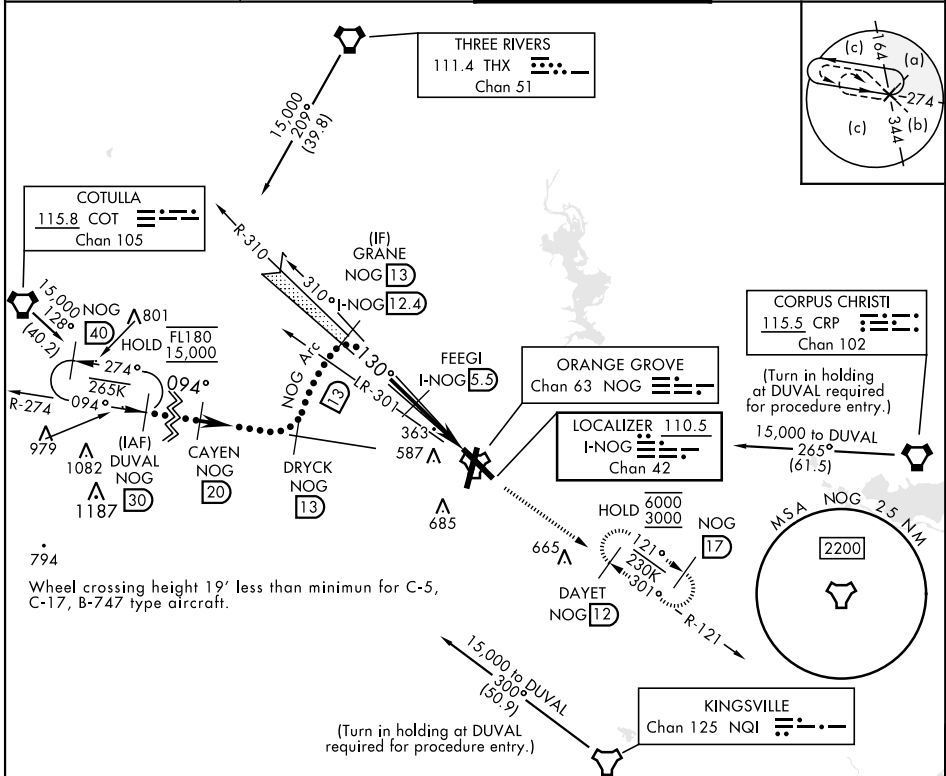 THREE RIVERS
111.4 THX
Chan 51
(c)
164
(a)
274
(b)
344
(c)
15,000
209°
(39.8)
COTULLA
115.8 COT
Chan 105
R-310
310°
(IF)
GRANE
NOG 13
I-NOG 12.4
15,000
128°
(40.2)
NOG
40
801
HOLD
FL180
15,000
274°
265K
094°
094°
R-274
979
1082
1187
(IAF)
DUVAL
NOG
30
CAYEN
NOG
20
DRYCK
NOG
13
NOG Arc
13
LR-301
130°
FEEGI
I-NOG 5.5
363
587
685
ORANGE GROVE
Chan 63 NOG
LOCALIZER 110.5
I-NOG
Chan 42
CORPUS CHRISTI
115.5 CRP
Chan 102
(Turn in holding
at DUVAL required
for procedure entry.)
15,000 to DUVAL
265°
(61.5)
665
HOLD
6000
3000
NOG
17
121°
230K
301°
DAYET
NOG 12
R-121
MSA NOG 25 NM
2200
794
Wheel crossing height 19' less than minimun for C-5,
C-17, B-747 type aircraft.
15,000 to DUVAL
300°
(50.9)
(Turn in holding at DUVAL
required for procedure entry.)
KINGSVILLE
Chan 125 NQI